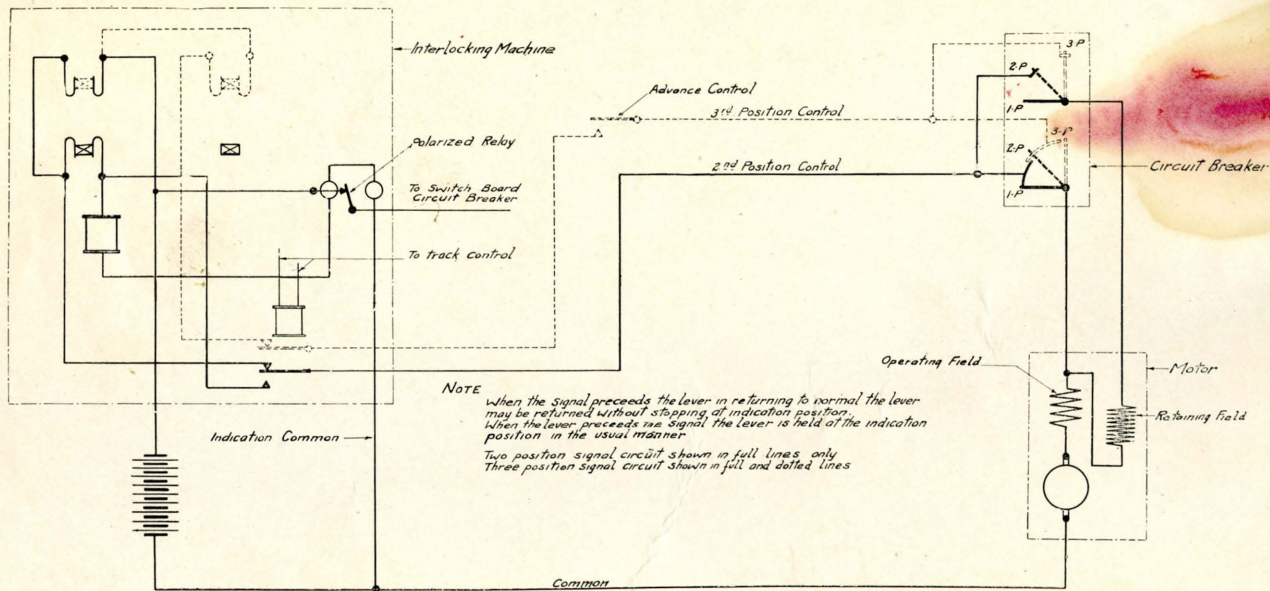 Interlocking Machine
3-P
2-P
1-P
Advance Control
3rd Position Control
3-P
2-P
1-P
Circuit Breaker
Polarized Relay
2nd Position Control
To Switch Board
Circuit Breaker
To track control
Operating Field
Motor
Retaining Field
NOTE
When the signal preceeds the lever in returning to normal the lever
may be returned without stopping at indication position.
When the lever preceeds the signal the lever is held at the indication
position in the usual manner
Two position signal circuit shown in full lines only
Three position signal circuit shown in full and dotted lines
Indication Common
Common